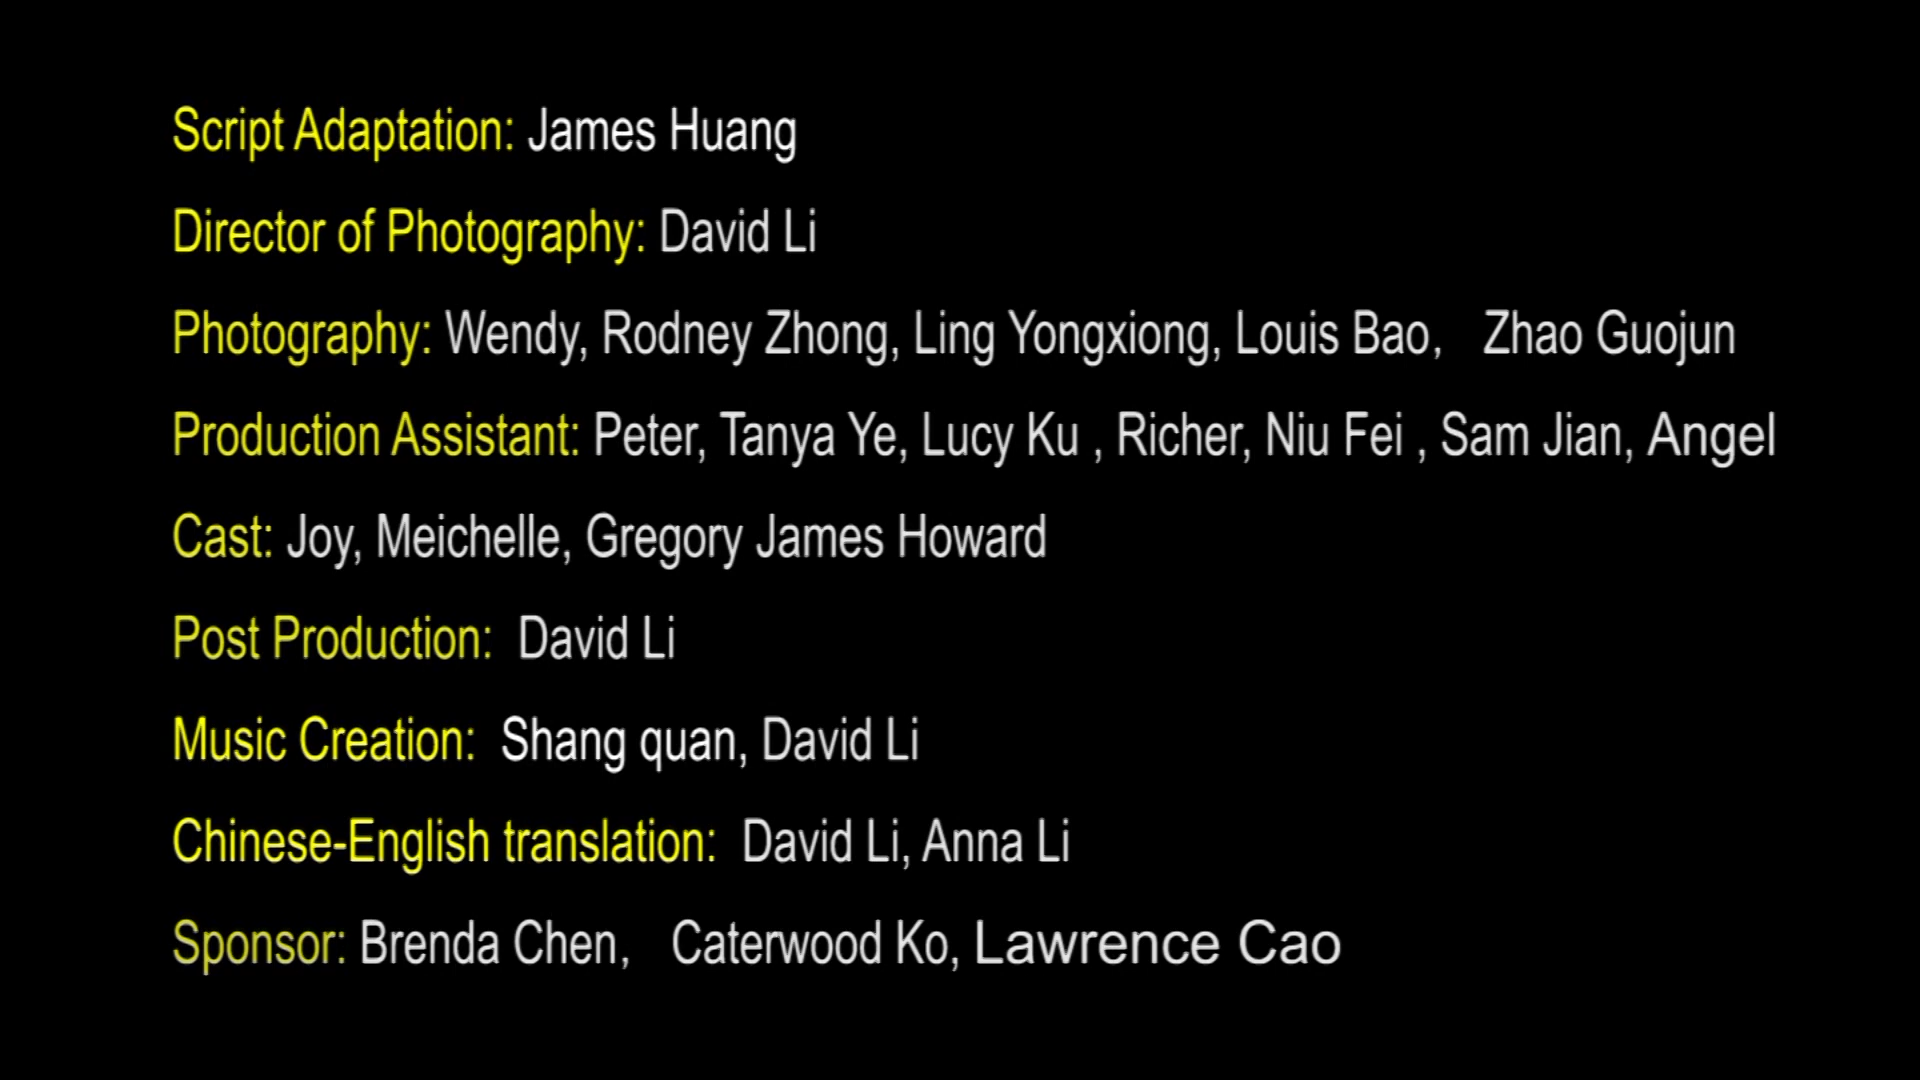 Script Adaptation: James Huang
Director of Photography: David Li
Photography: Wendy, Rodney Zhong, Ling Yongxiong, Louis Bao,   Zhao Guojun
Production Assistant: Peter, Tanya Ye, Lucy Ku , Richer, Niu Fei , Sam Jian, Angel
Cast: Joy, Meichelle, Gregory James Howard
Post Production:  David Li
Music Creation:  Shang quan, David Li
Chinese-English translation:  David Li, Anna Li
Sponsor: Brenda Chen,   Caterwood Ko, Lawrence Cao